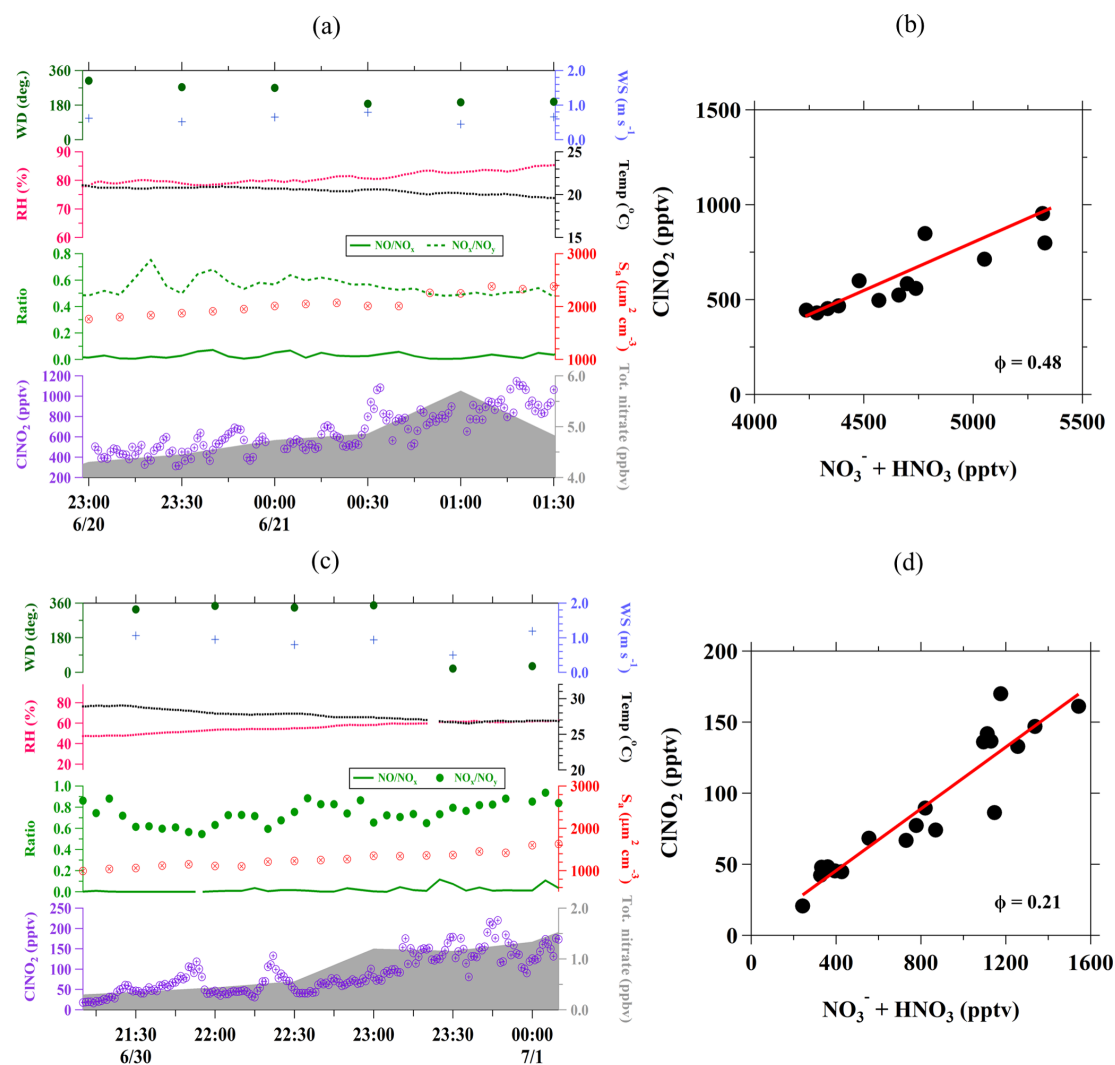 (a)
WD (deg.)
360
180
0
2.0
1.0
0.0
WS (m s⁻¹)
RH (%)
90
80
70
60
25
20
15
Temp (°C)
NO/NOₓ NOₓ/NOᵧ
Ratio
0.8
0.6
0.4
0.2
0.0
3000
2000
1000
Sₐ (μm² cm⁻³)
ClNO₂ (pptv)
1200
1000
800
600
400
200
6.0
5.0
4.0
Tot. nitrate (ppbv)
23:00 23:30 00:00 00:30 01:00 01:30
6/20 6/21
(b)
ClNO₂ (pptv)
1500
1000
500
0
ϕ = 0.48
4000 4500 5000 5500
NO₃⁻ + HNO₃ (pptv)
(c)
WD (deg.)
360
180
0
2.0
1.0
0.0
WS (m s⁻¹)
RH (%)
80
60
40
20
30
25
20
Temp (°C)
NO/NOₓ NOₓ/NOᵧ
Ratio
1.0
0.8
0.6
0.4
0.2
0.0
3000
2000
1000
Sₐ (μm² cm⁻³)
ClNO₂ (pptv)
250
200
150
100
50
0
2.0
1.0
0.0
Tot. nitrate (ppbv)
21:30 22:00 22:30 23:00 23:30 00:00
6/30 7/1
(d)
ClNO₂ (pptv)
200
150
100
50
0
ϕ = 0.21
0 400 800 1200 1600
NO₃⁻ + HNO₃ (pptv)